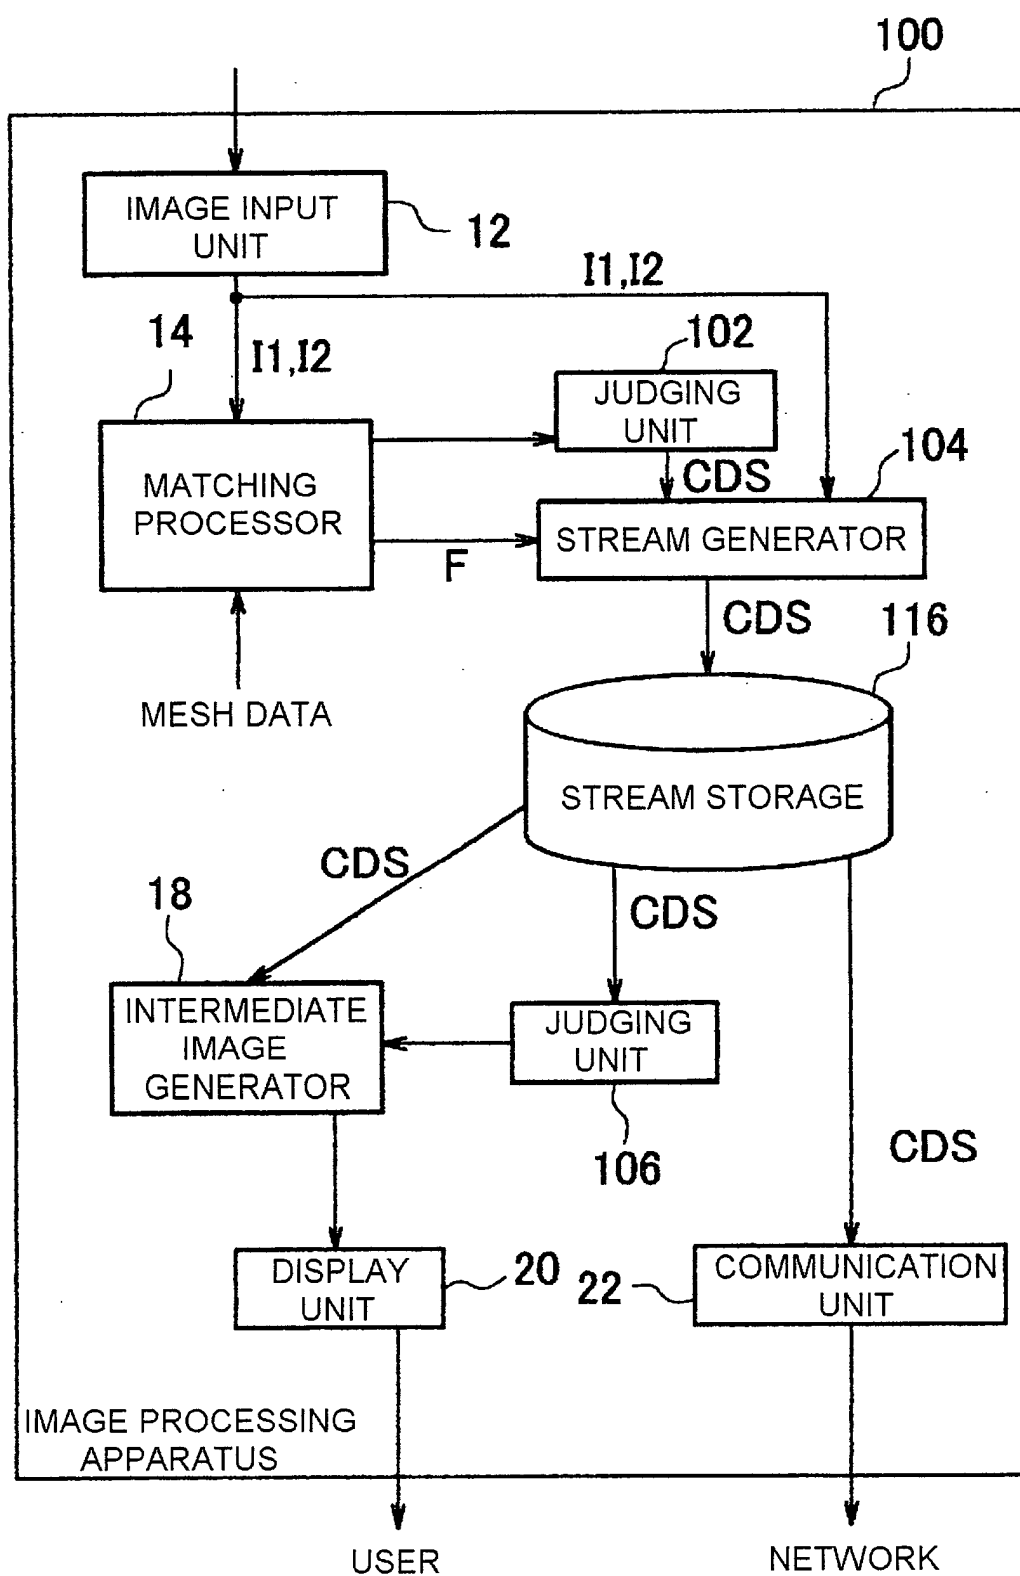 100
IMAGE INPUT
UNIT
12
I1,I2
14
I1,I2
102
JUDGING
UNIT
104
CDS
MATCHING
PROCESSOR
STREAM GENERATOR
F
CDS
116
MESH DATA
STREAM STORAGE
CDS
18
CDS
INTERMEDIATE
IMAGE
GENERATOR
JUDGING
UNIT
106
CDS
DISPLAY
UNIT
20
22
COMMUNICATION
UNIT
IMAGE PROCESSING
APPARATUS
USER
NETWORK